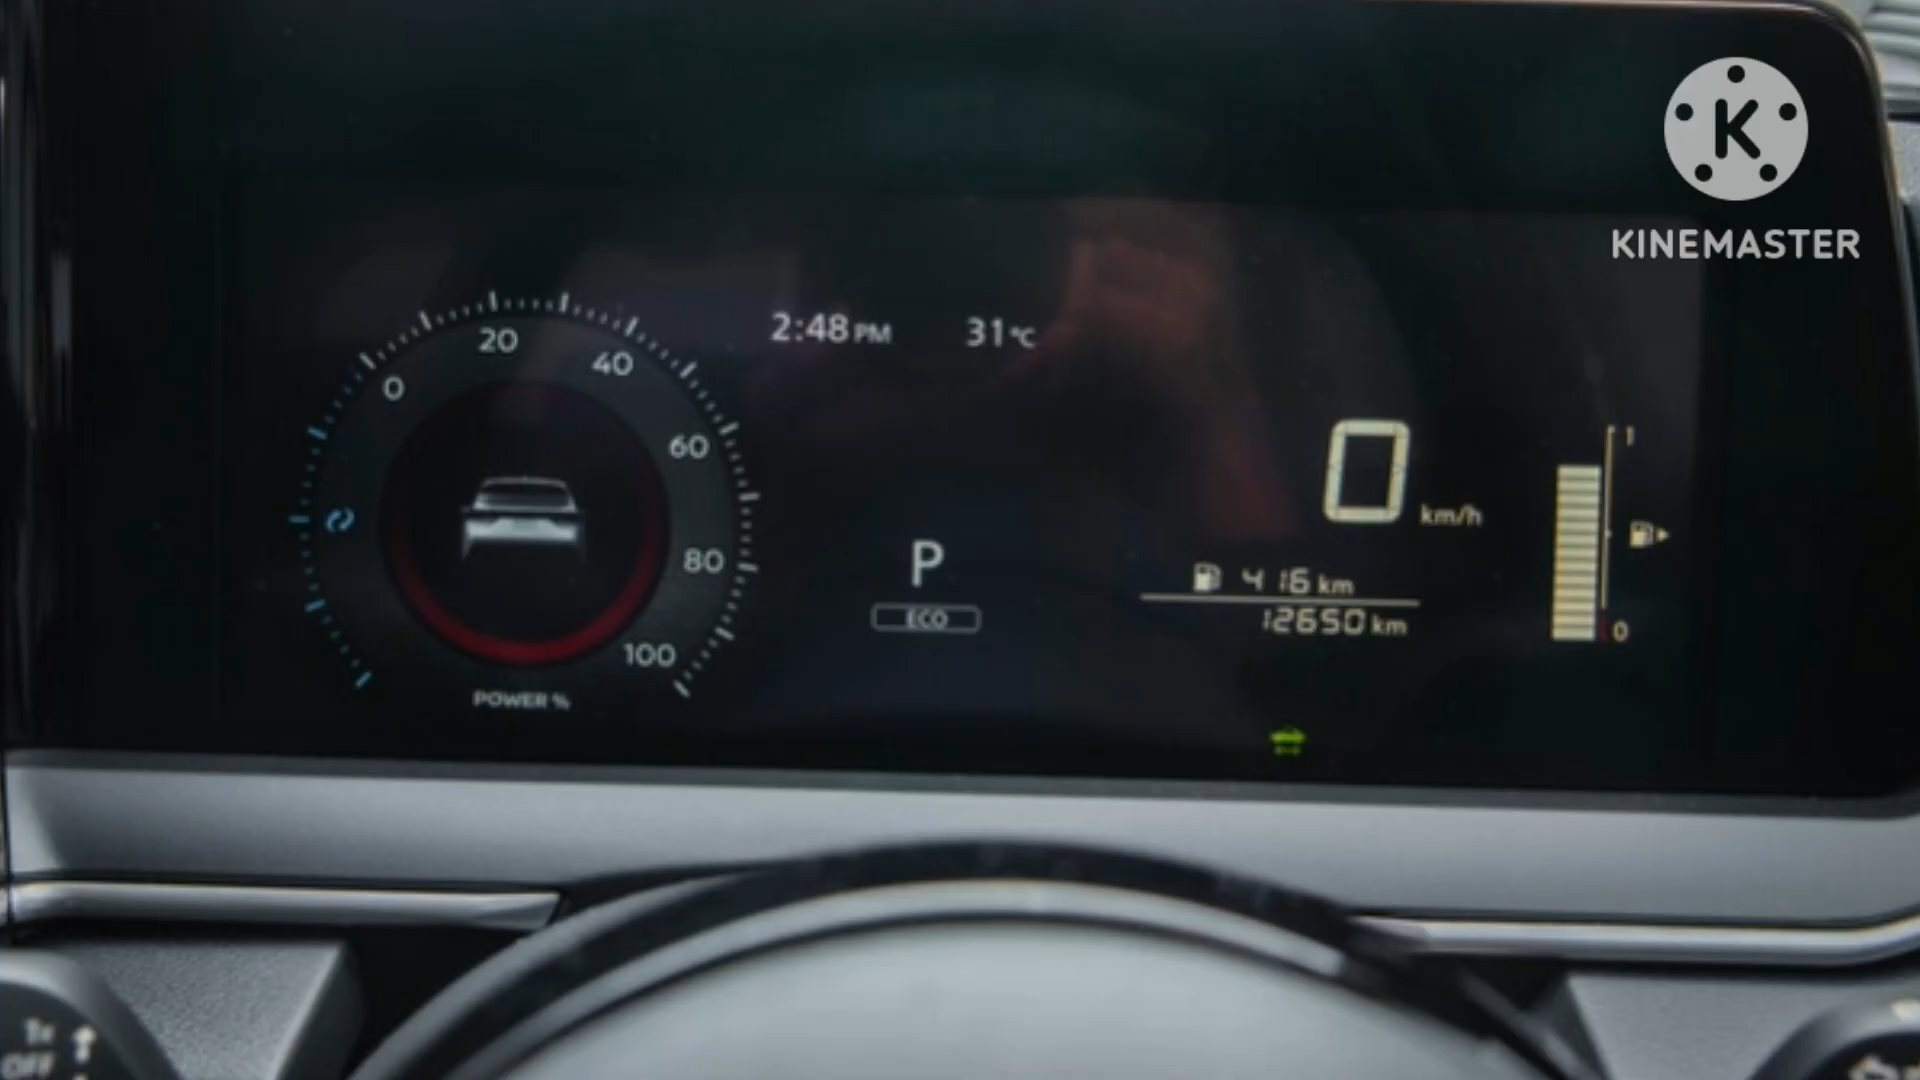 K
KINEMASTER
2:48 PM 31°C
0 20 40 60 80 100
POWER %
P
ECO
0 km/h
416 km
12650 km
1
0
OFF